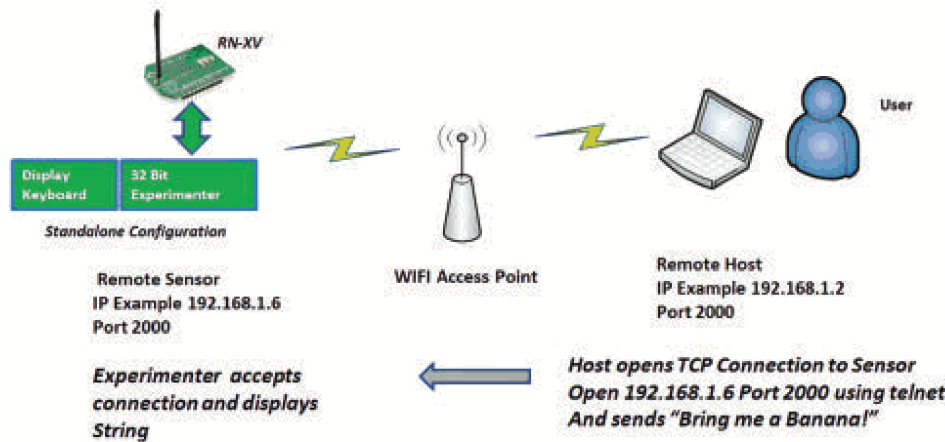 RN-XV
User
Display
Keyboard
32 Bit
Experimenter
Standalone Configuration
Remote Sensor
IP Example 192.168.1.6
Port 2000
WIFI Access Point
Remote Host
IP Example 192.168.1.2
Port 2000
Experimenter accepts
connection and displays
String
Host opens TCP Connection to Sensor
Open 192.168.1.6 Port 2000 using telnet
And sends “Bring me a Banana!”